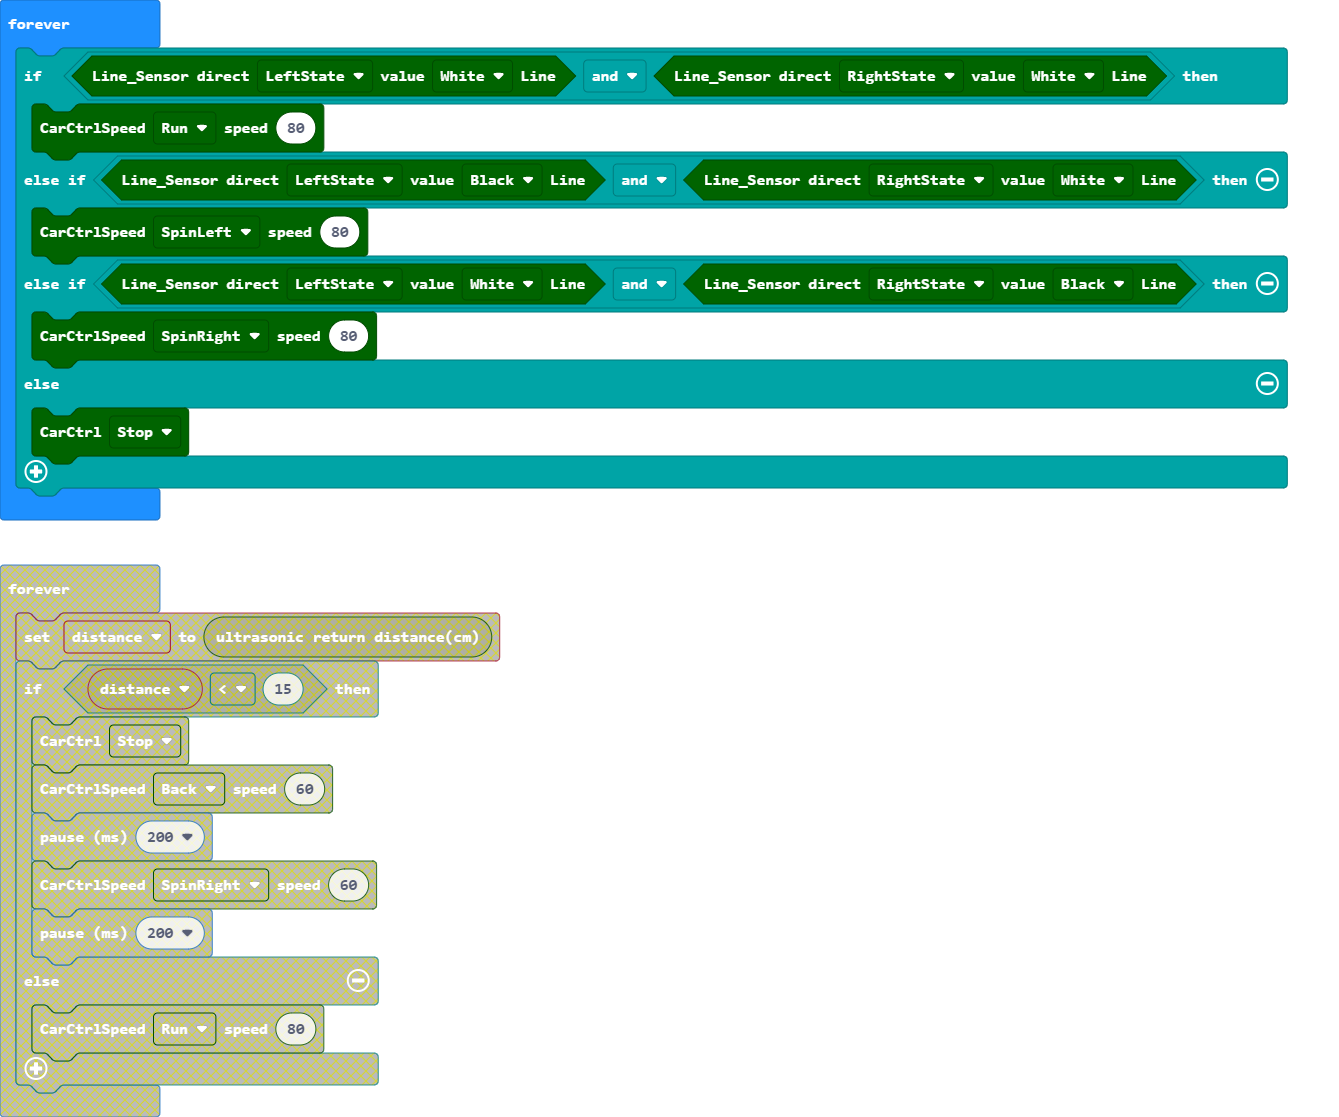 forever
if Line_Sensor direct LeftState value White Line and Line_Sensor direct RightState value White Line then
CarCtrlSpeed Run speed 80
else if Line_Sensor direct LeftState value Black Line and Line_Sensor direct RightState value White Line then
CarCtrlSpeed SpinLeft speed 80
else if Line_Sensor direct LeftState value White Line and Line_Sensor direct RightState value Black Line then
CarCtrlSpeed SpinRight speed 80
else
CarCtrl Stop
forever
set distance to ultrasonic return distance(cm)
if distance < 15 then
CarCtrl Stop
CarCtrlSpeed Back speed 60
pause (ms) 200
CarCtrlSpeed SpinRight speed 60
pause (ms) 200
else
CarCtrlSpeed Run speed 80